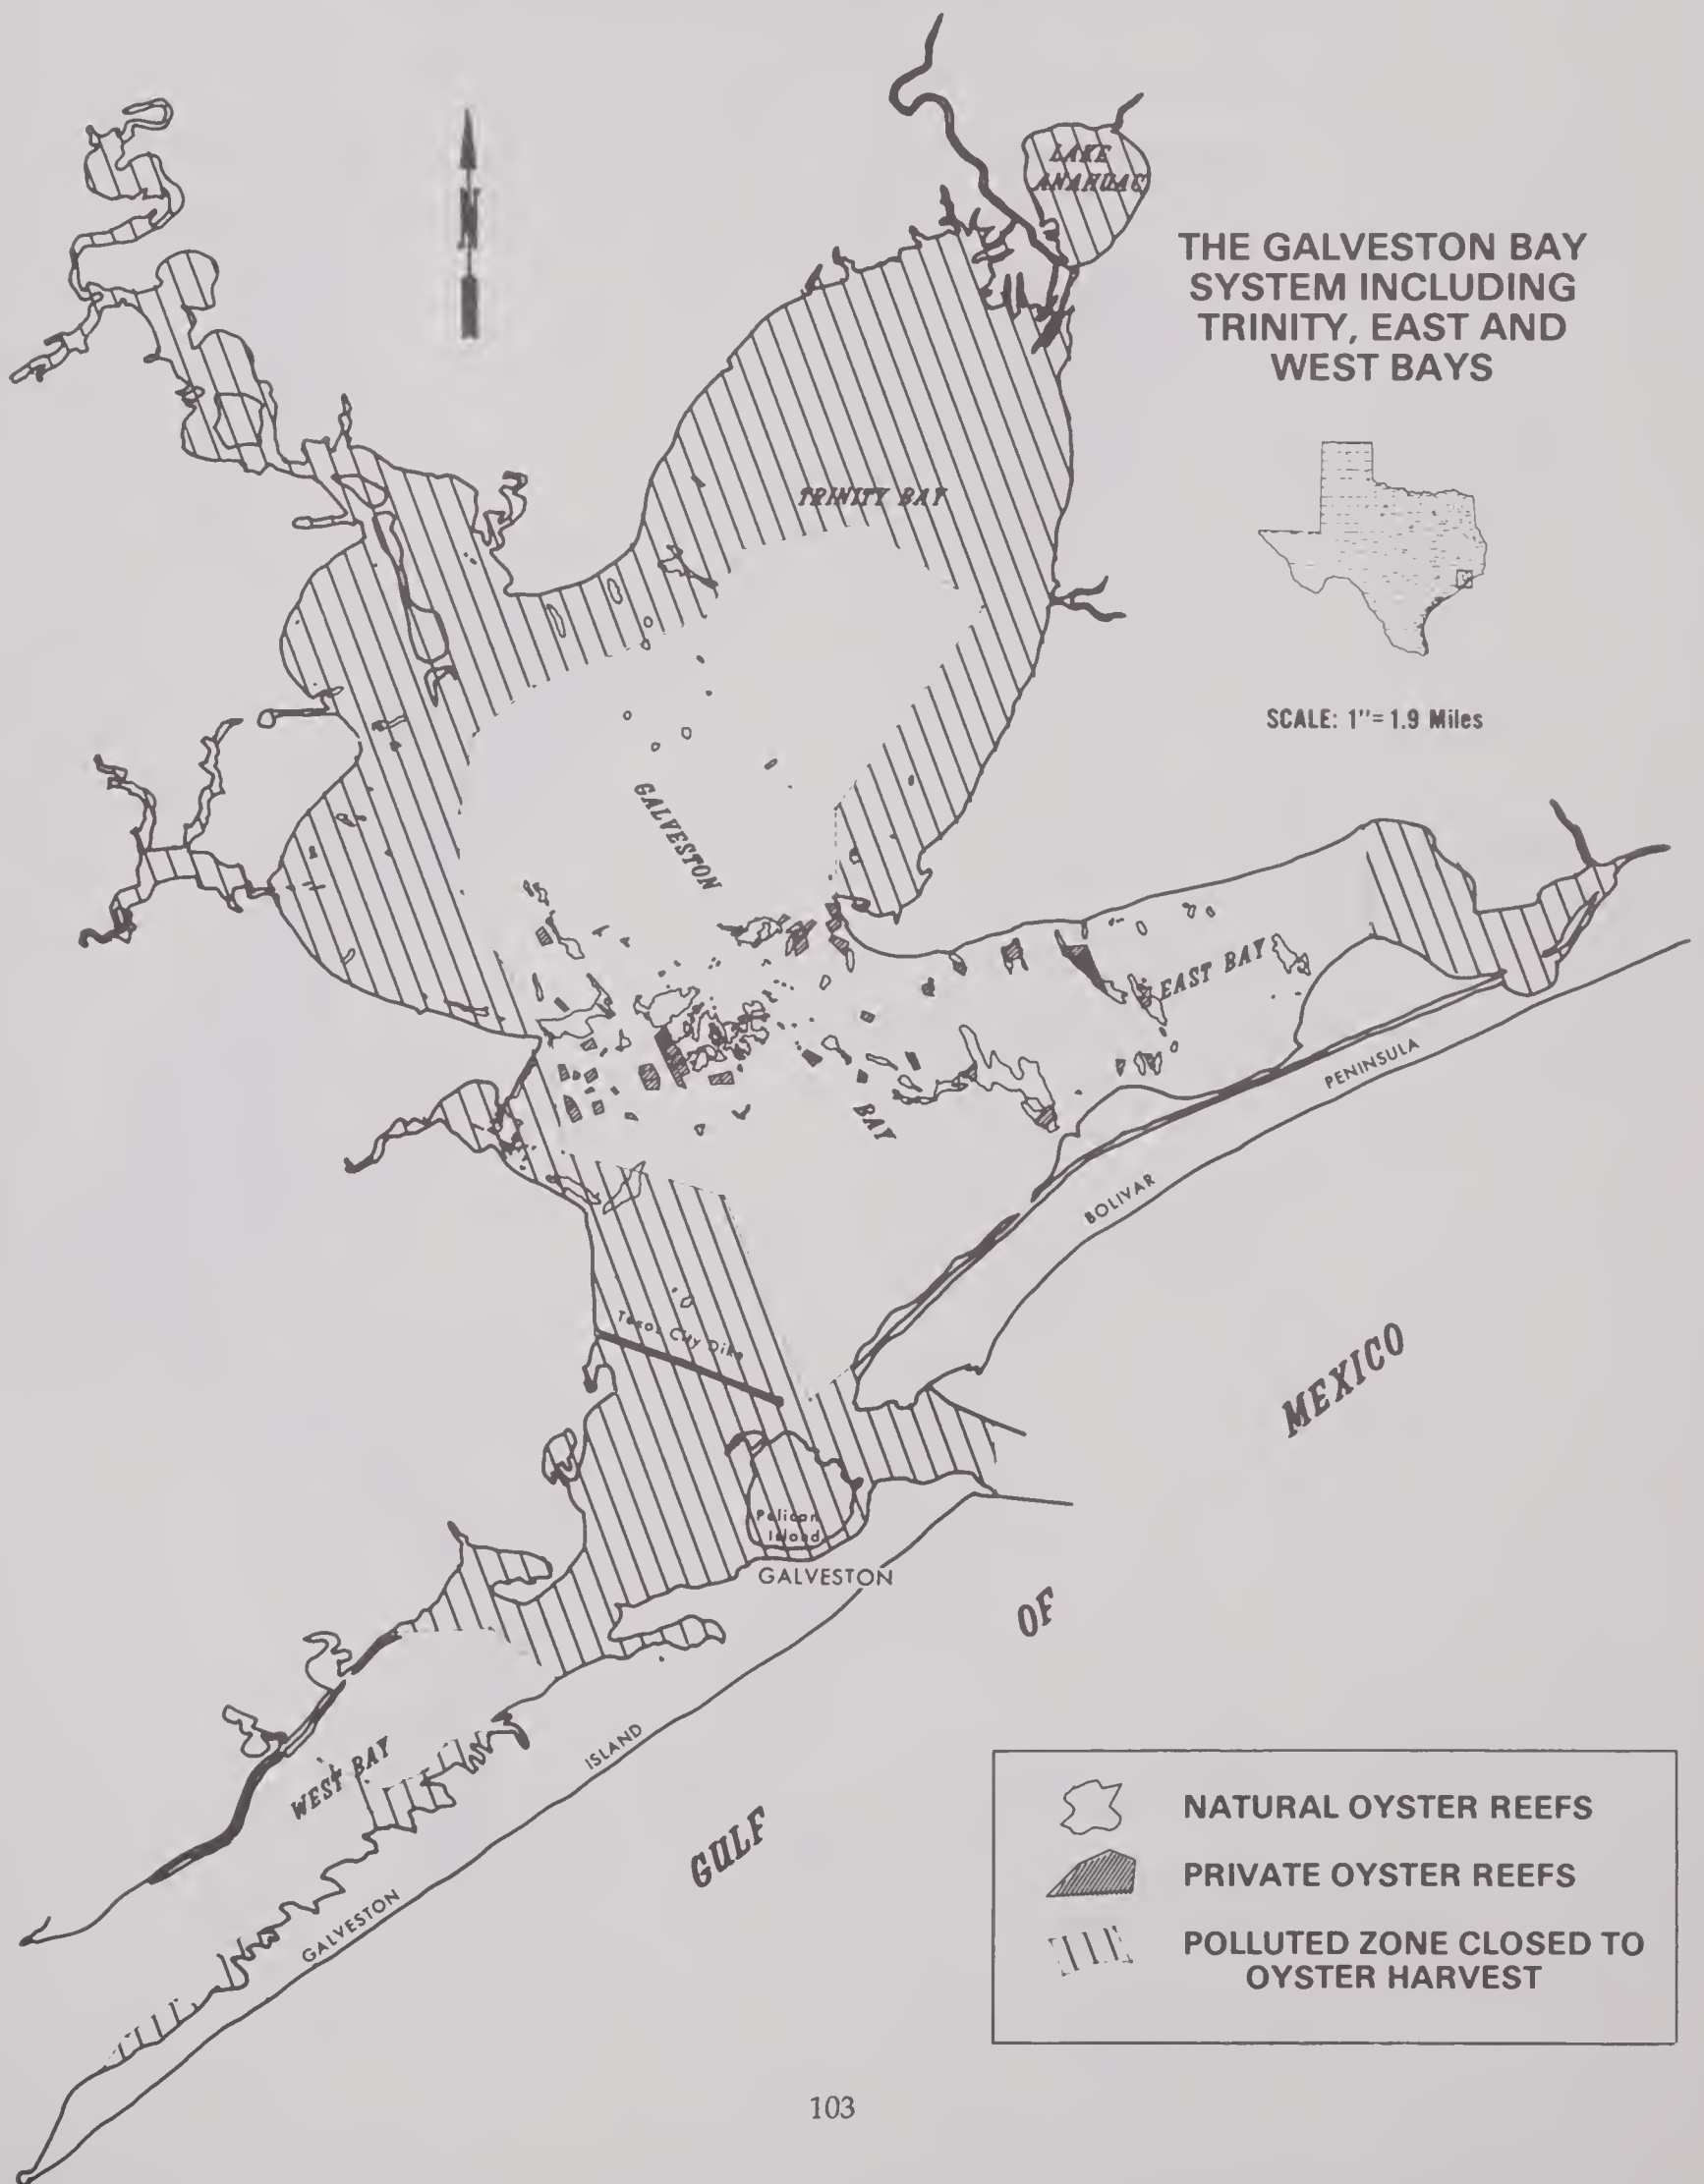 N
LAKE
ANAHUAC
THE GALVESTON BAY
SYSTEM INCLUDING
TRINITY, EAST AND
WEST BAYS
TRINITY BAY
SCALE: 1"= 1.9 Miles
GALVESTON
BAY
EAST BAY
PENINSULA
BOLIVAR
Texas City Dike
MEXICO
Pelican
Island
GALVESTON
OF
ISLAND
WEST BAY
GULF
GALVESTON
NATURAL OYSTER REEFS
PRIVATE OYSTER REEFS
POLLUTED ZONE CLOSED TO
OYSTER HARVEST
103